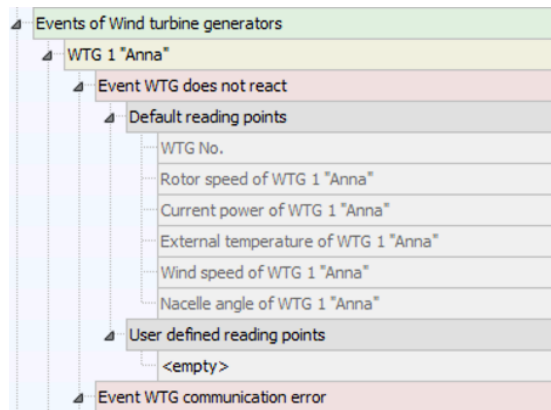 Events of Wind turbine generators
WTG 1 "Anna"
Event WTG does not react
Default reading points
WTG No.
Rotor speed of WTG 1 "Anna"
Current power of WTG 1 "Anna"
External temperature of WTG 1 "Anna"
Wind speed of WTG 1 "Anna"
Nacelle angle of WTG 1 "Anna"
User defined reading points
<empty>
Event WTG communication error